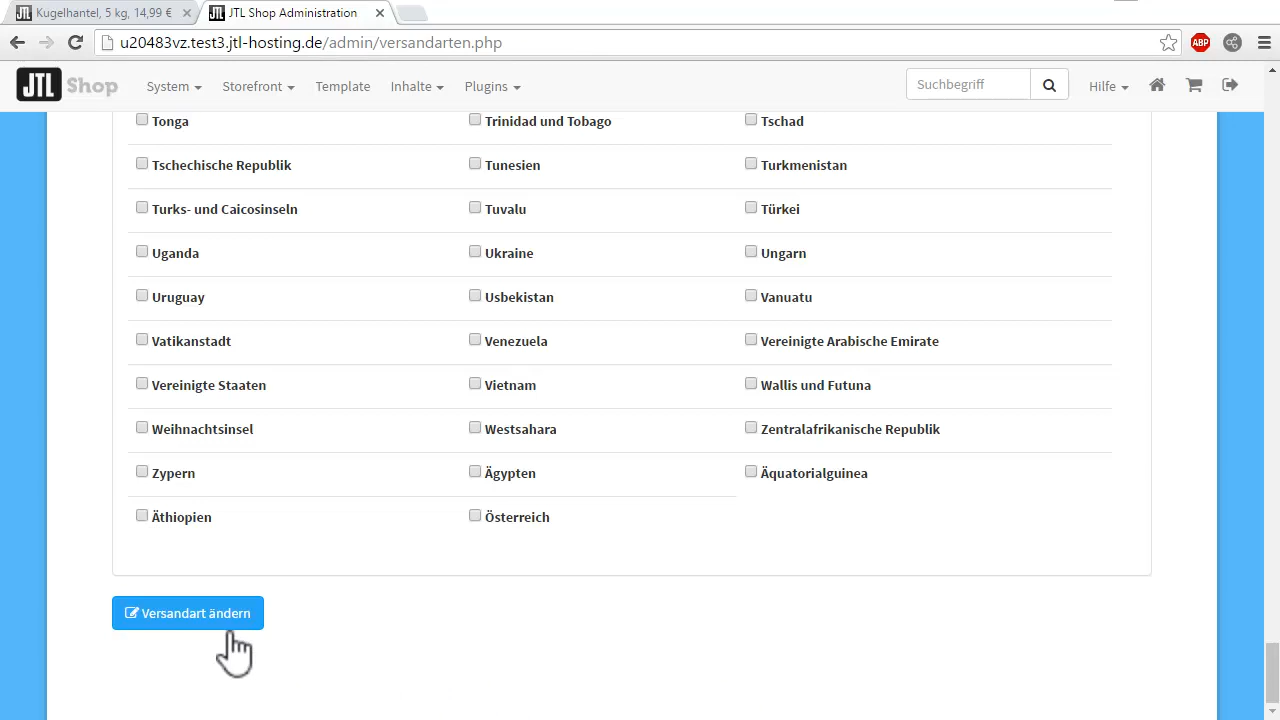 Kugelhantel, 5 kg, 14,99 €
JTL Shop Administration
u20483vz.test3.jtl-hosting.de/admin/versandarten.php
ABP
JTL Shop System Storefront Template Inhalte Plugins Suchbegriff Hilfe
Tonga Trinidad und Tobago Tschad
Tschechische Republik Tunesien Turkmenistan
Turks- und Caicosinseln Tuvalu Türkei
Uganda Ukraine Ungarn
Uruguay Usbekistan Vanuatu
Vatikanstadt Venezuela Vereinigte Arabische Emirate
Vereinigte Staaten Vietnam Wallis und Futuna
Weihnachtsinsel Westsahara Zentralafrikanische Republik
Zypern Ägypten Äquatorialguinea
Äthiopien Österreich
Versandart ändern